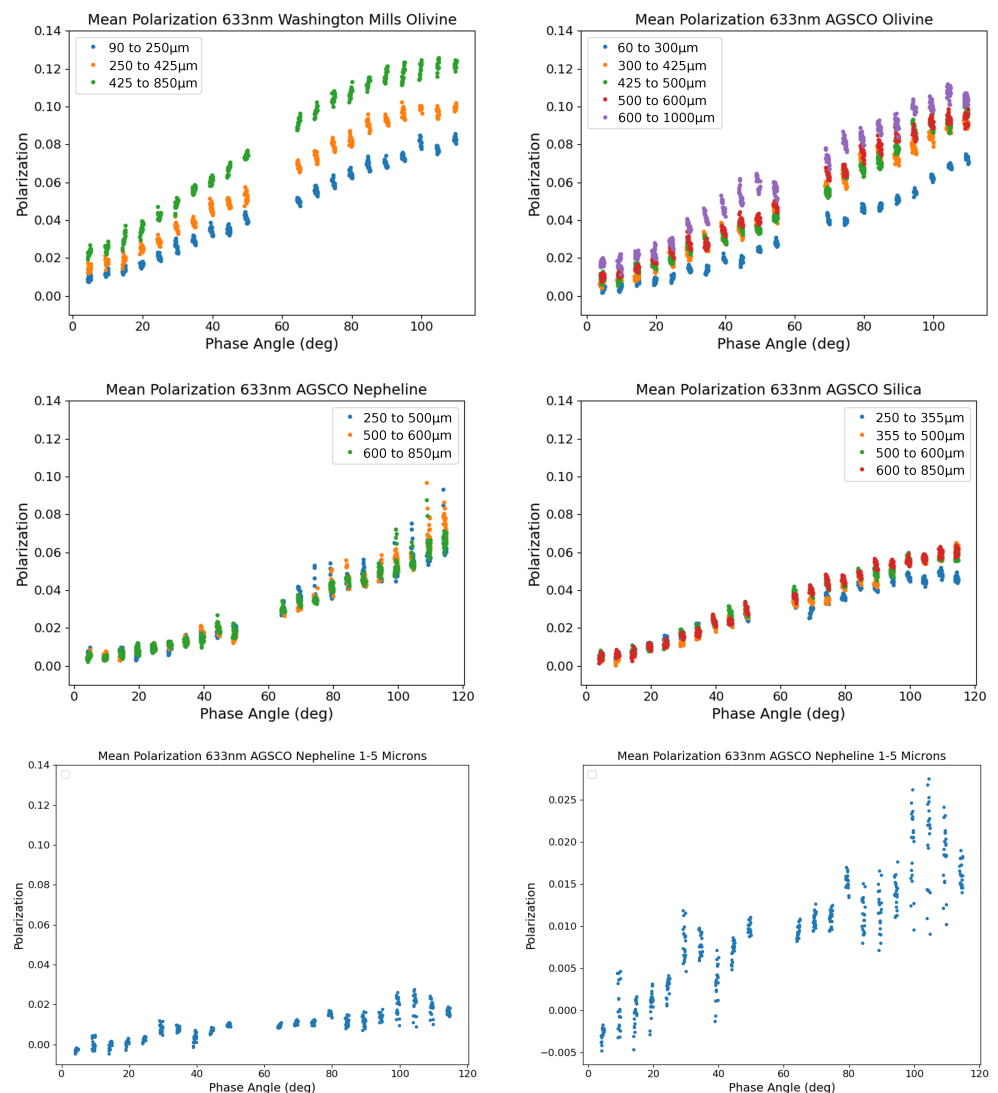 Mean Polarization 633nm Washington Mills Olivine
0.14
0.12
0.10
0.08
0.06
0.04
0.02
0.00
Polarization
90 to 250μm
250 to 425μm
425 to 850μm
0 20 40 60 80 100
Phase Angle (deg)
Mean Polarization 633nm AGSCO Olivine
0.14
0.12
0.10
0.08
0.06
0.04
0.02
0.00
Polarization
60 to 300μm
300 to 425μm
425 to 500μm
500 to 600μm
600 to 1000μm
0 20 40 60 80 100
Phase Angle (deg)
Mean Polarization 633nm AGSCO Nepheline
0.14
0.12
0.10
0.08
0.06
0.04
0.02
0.00
Polarization
250 to 500μm
500 to 600μm
600 to 850μm
0 20 40 60 80 100 120
Phase Angle (deg)
Mean Polarization 633nm AGSCO Silica
0.14
0.12
0.10
0.08
0.06
0.04
0.02
0.00
Polarization
250 to 355μm
355 to 500μm
500 to 600μm
600 to 850μm
0 20 40 60 80 100 120
Phase Angle (deg)
Mean Polarization 633nm AGSCO Nepheline 1-5 Microns
0.14
0.12
0.10
0.08
0.06
0.04
0.02
0.00
Polarization
0 20 40 60 80 100 120
Phase Angle (deg)
Mean Polarization 633nm AGSCO Nepheline 1-5 Microns
0.025
0.020
0.015
0.010
0.005
0.000
−0.005
Polarization
0 20 40 60 80 100 120
Phase Angle (deg)